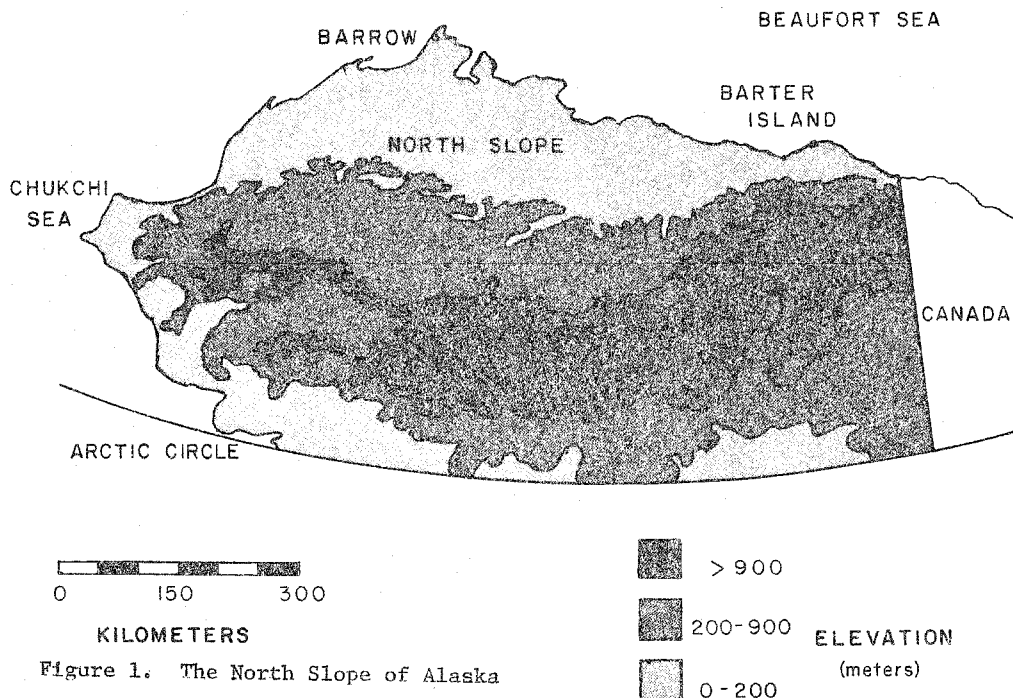 BEAUFORT SEA
BARROW
BARTER
ISLAND
NORTH SLOPE
CHUKCHI
SEA
CANADA
ARCTIC CIRCLE
0 150 300
KILOMETERS
> 900
200-900
0-200
ELEVATION
(meters)
Figure 1. The North Slope of Alaska